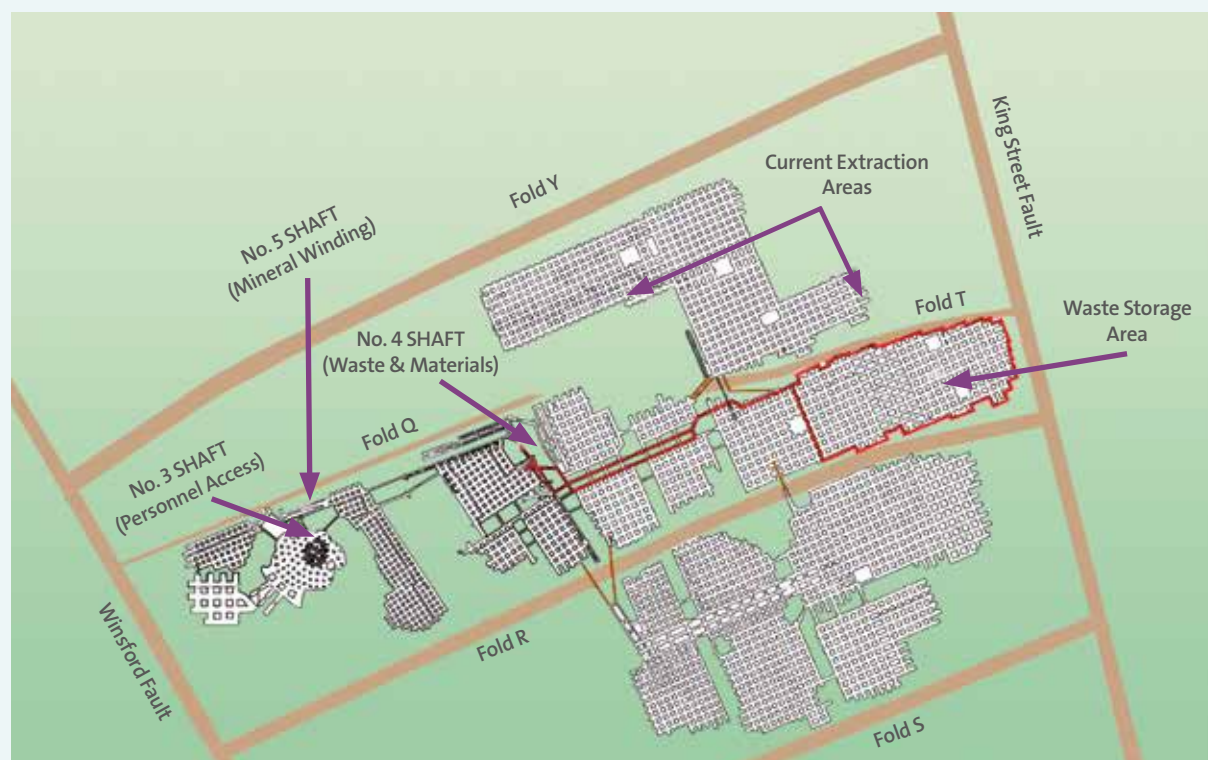 Fold Y
King Street Fault
Current Extraction
Areas
No. 5 SHAFT
(Mineral Winding)
Fold T
Waste Storage
Area
No. 4 SHAFT
(Waste & Materials)
Fold Q
No. 3 SHAFT
(Personnel Access)
Winsford Fault
Fold R
Fold S